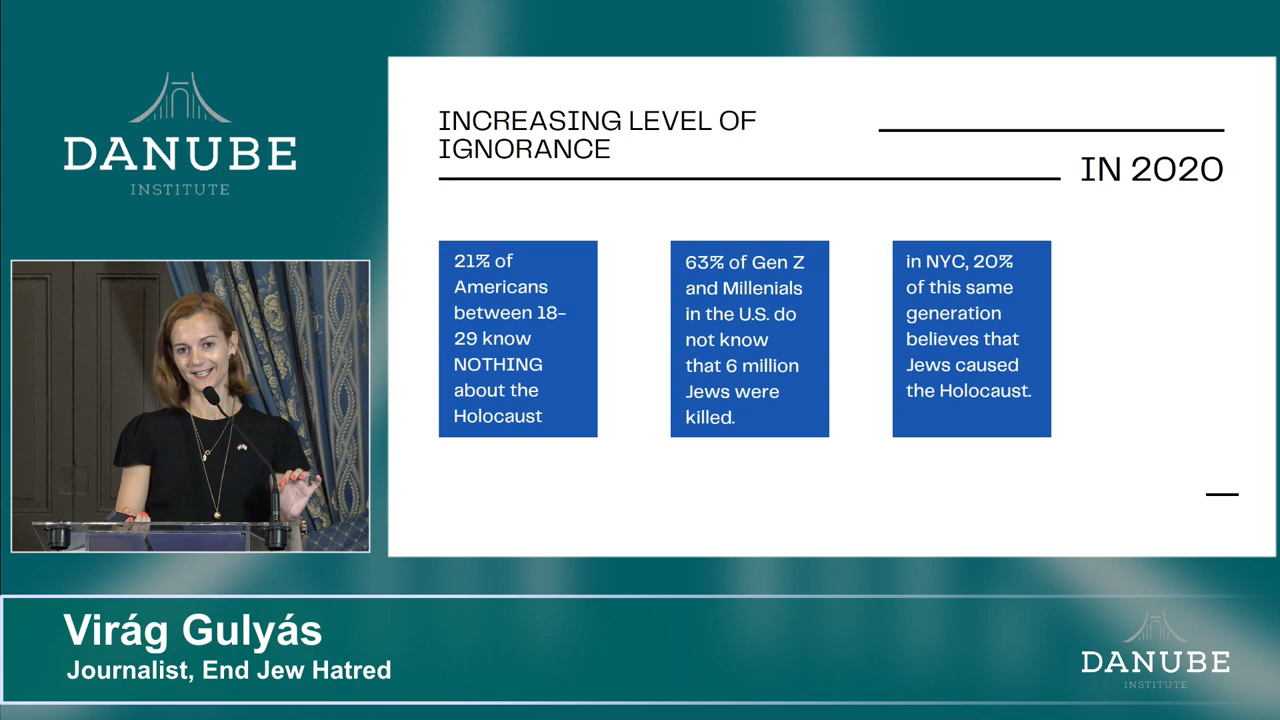 DANUBE
INSTITUTE
INCREASING LEVEL OF
IGNORANCE
IN 2020
21% of
Americans
between 18-
29 know
NOTHING
about the
Holocaust
63% of Gen Z
and Millenials
in the U.S. do
not know
that 6 million
Jews were
killed.
in NYC, 20%
of this same
generation
believes that
Jews caused
the Holocaust.
Virág Gulyás
Journalist, End Jew Hatred
DANUBE
INSTITUTE